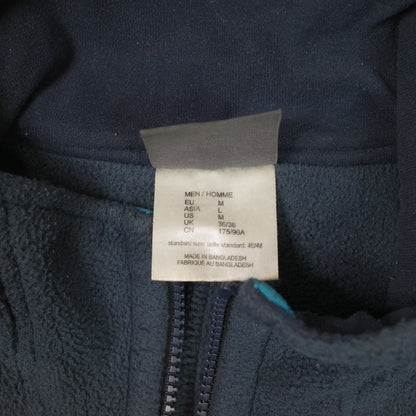 MEN / HOMME
EU M
ASIA L
US M
UK 36/38
CN 175/96A
standard size: taille standard: 46/48
MADE IN BANGLADESH
FABRIQUÉ AU BANGLADESH